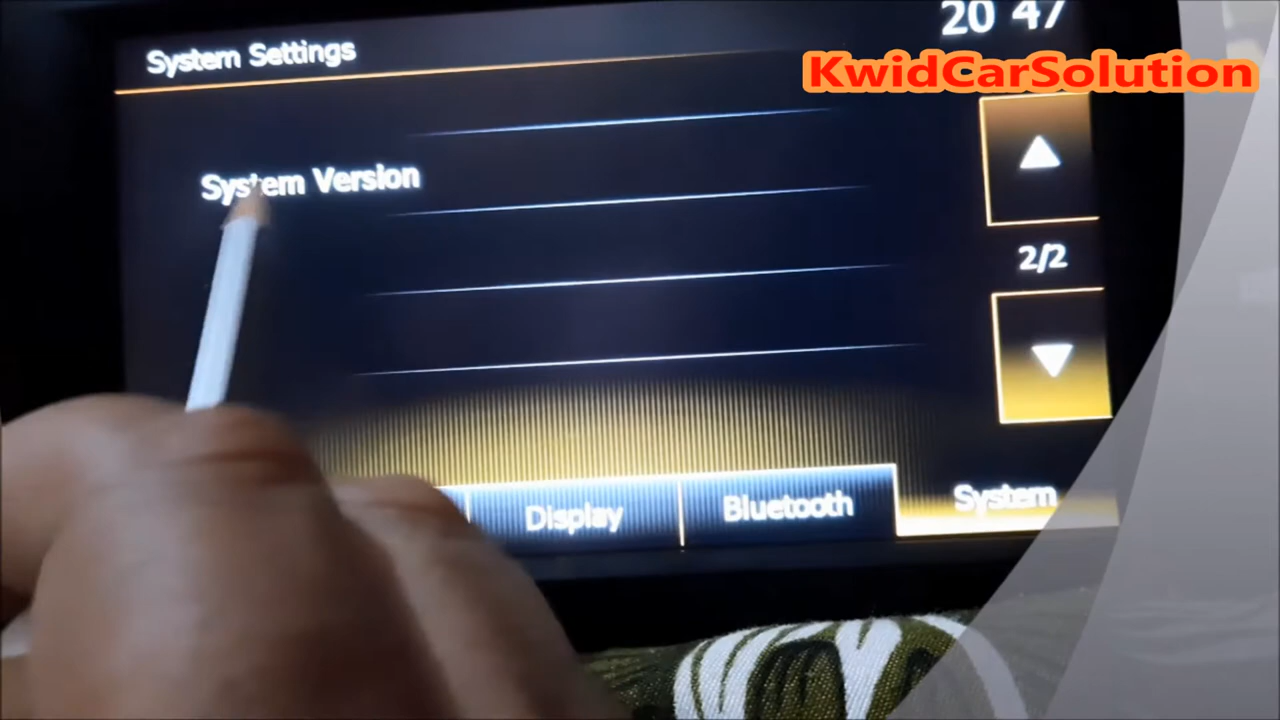 System Settings
20 47
KwidCarSolution
System Version
2/2
Display
Bluetooth
System